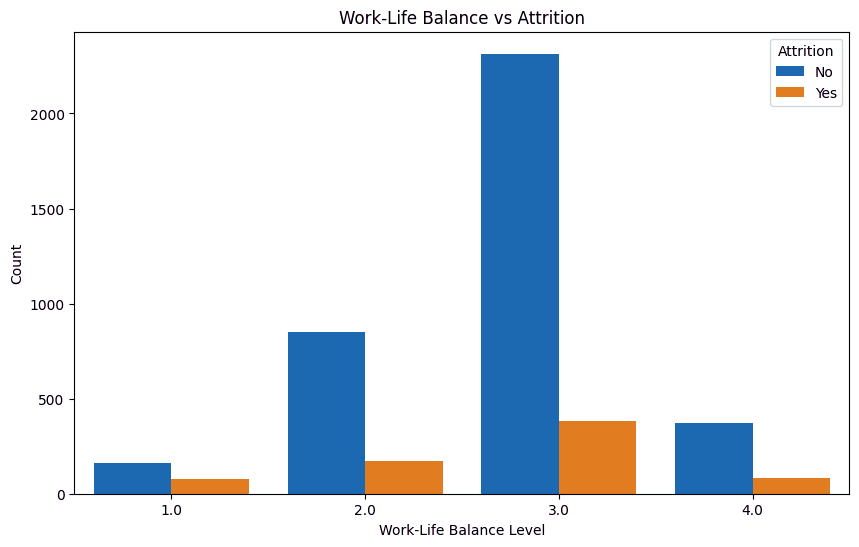 Work-Life Balance vs Attrition
Attrition
No
Yes
2000
1500
1000
500
0
Count
1.0 2.0 3.0 4.0
Work-Life Balance Level